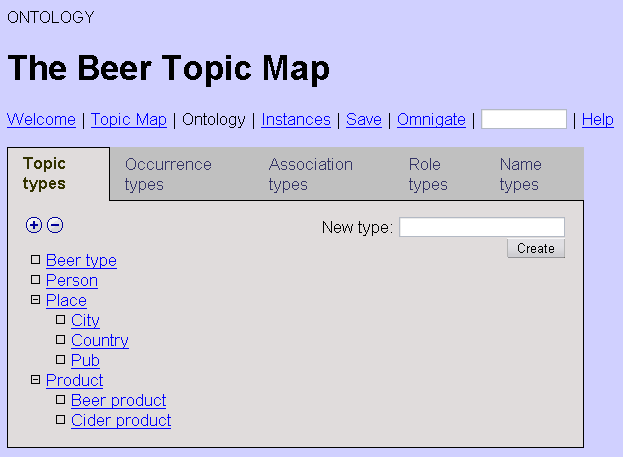 ONTOLOGY
The Beer Topic Map
Welcome | Topic Map | Ontology | Instances | Save | Omnigate | | Help
Topic types
Occurrence types
Association types
Role types
Name types
New type:
Create
Beer type
Person
Place
City
Country
Pub
Product
Beer product
Cider product